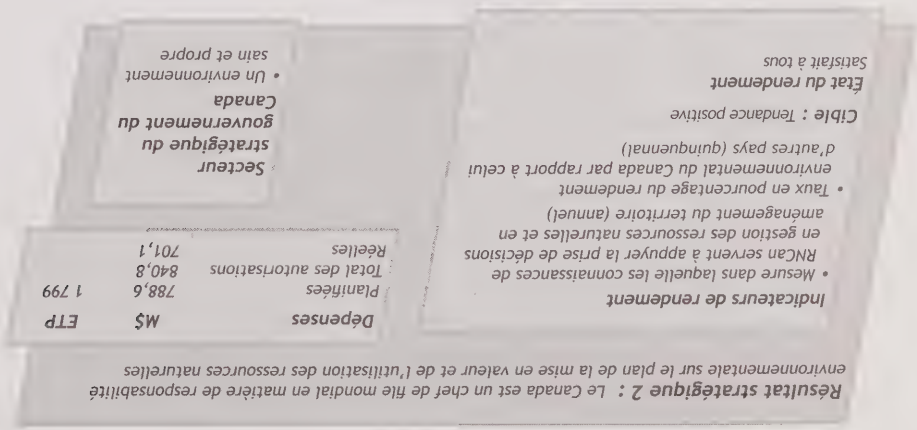 Résultat stratégique 2 : Le Canada est un chef de file mondial en matière de responsabilité
environnementale sur le plan de la mise en valeur et de l'utilisation des ressources naturelles
Indicateurs de rendement
• Mesure dans laquelle les connaissances de
RNCan servent à appuyer la prise de décisions
en gestion des ressources naturelles et en
aménagement du territoire (annuel)
• Taux en pourcentage du rendement
environnemental du Canada par rapport à celui
d'autres pays (quinquennal)
Cible : Tendance positive
État du rendement
Satisfait à tous
Dépenses M$ ETP
Planifiées 788,6 1 799
Total des autorisations 840,8
Réelles 701,1
Secteur
stratégique du
gouvernement du
Canada
• Un environnement
sain et propre